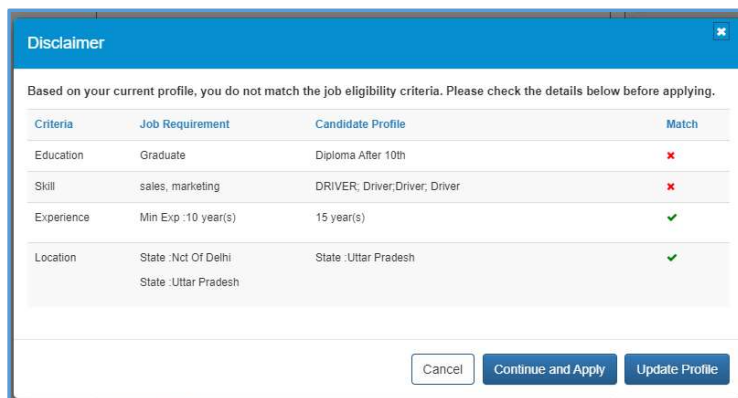 Disclaimer
Based on your current profile, you do not match the job eligibility criteria. Please check the details below before applying.
Criteria Job Requirement Candidate Profile Match
Education Graduate Diploma After 10th
Skill sales, marketing DRIVER; Driver;Driver; Driver
Experience Min Exp :10 year(s) 15 year(s)
Location State :Nct Of Delhi State :Uttar Pradesh
State :Uttar Pradesh
Cancel Continue and Apply Update Profile